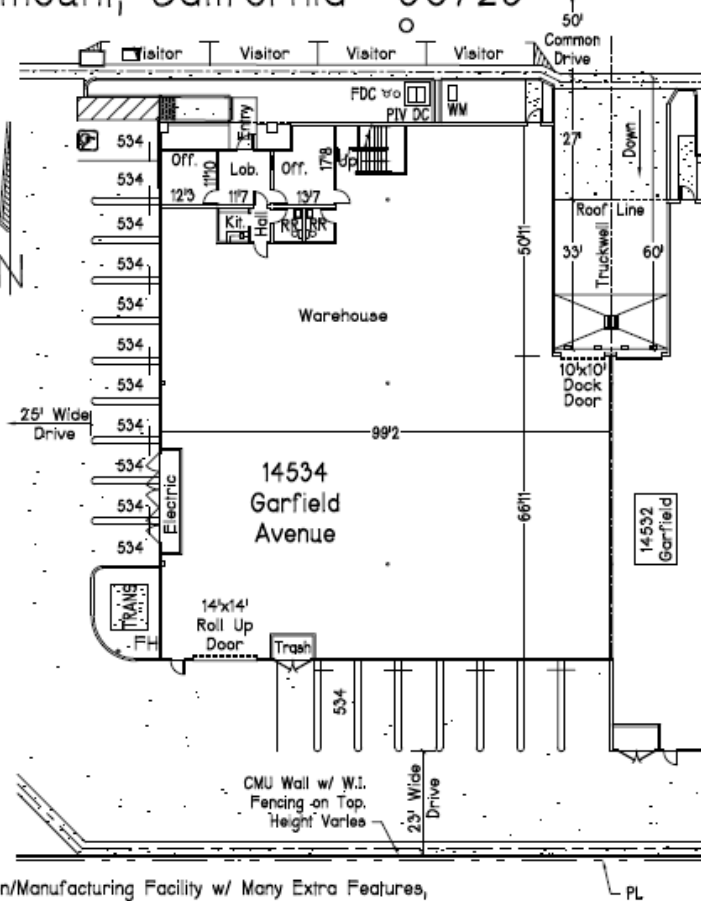 mount, California 90723
50'
Common
Drive
Visitor Visitor Visitor Visitor
FDC
PIV DC
WM
Entry
27'
Down
534
Off.
12'3
11'10
Lob.
11'7
Off.
13'7
17'8
Up
534
Kit.
Hall
RR RR
534
Roof Line
33'
Truckwell
60'
50'11
534
534
Warehouse
534
534
10'x10'
Dock
Door
534
25' Wide
Drive
99'2
534
14534
Garfield
Avenue
534
Electric
66'11
14532
Garfield
534
534
TRANS
FH
14'x14'
Roll Up
Door
Trash
534
CMU Wall w/ W.I.
Fencing on Top.
Height Varies
23' Wide
Drive
n/Manufacturing Facility w/ Many Extra Features,
PL